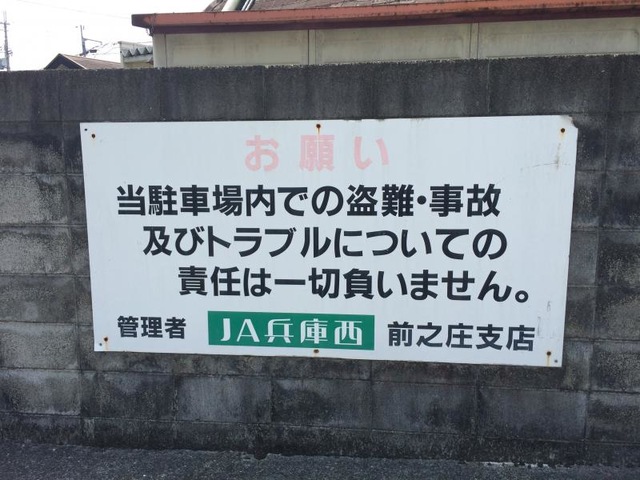 お願い
当駐車場内での盗難・事故
及びトラブルについての
責任は一切負いません。
管理者 JA兵庫西 前之庄支店